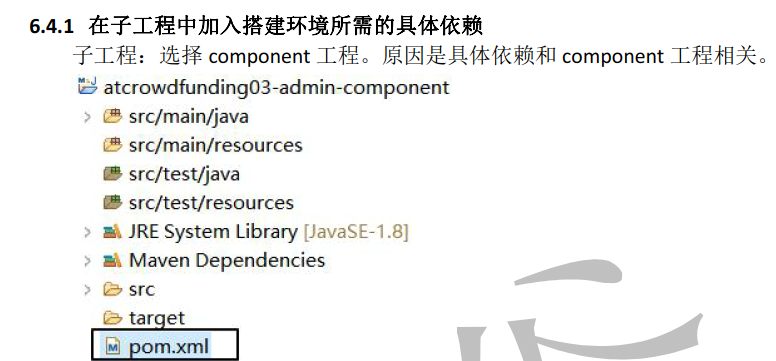 6.4.1 在子工程中加入搭建环境所需的具体依赖
子工程：选择 component 工程。原因是具体依赖和 component 工程相关。
atcrowdfunding03-admin-component
src/main/java
src/main/resources
src/test/java
src/test/resources
JRE System Library [JavaSE-1.8]
Maven Dependencies
src
target
pom.xml